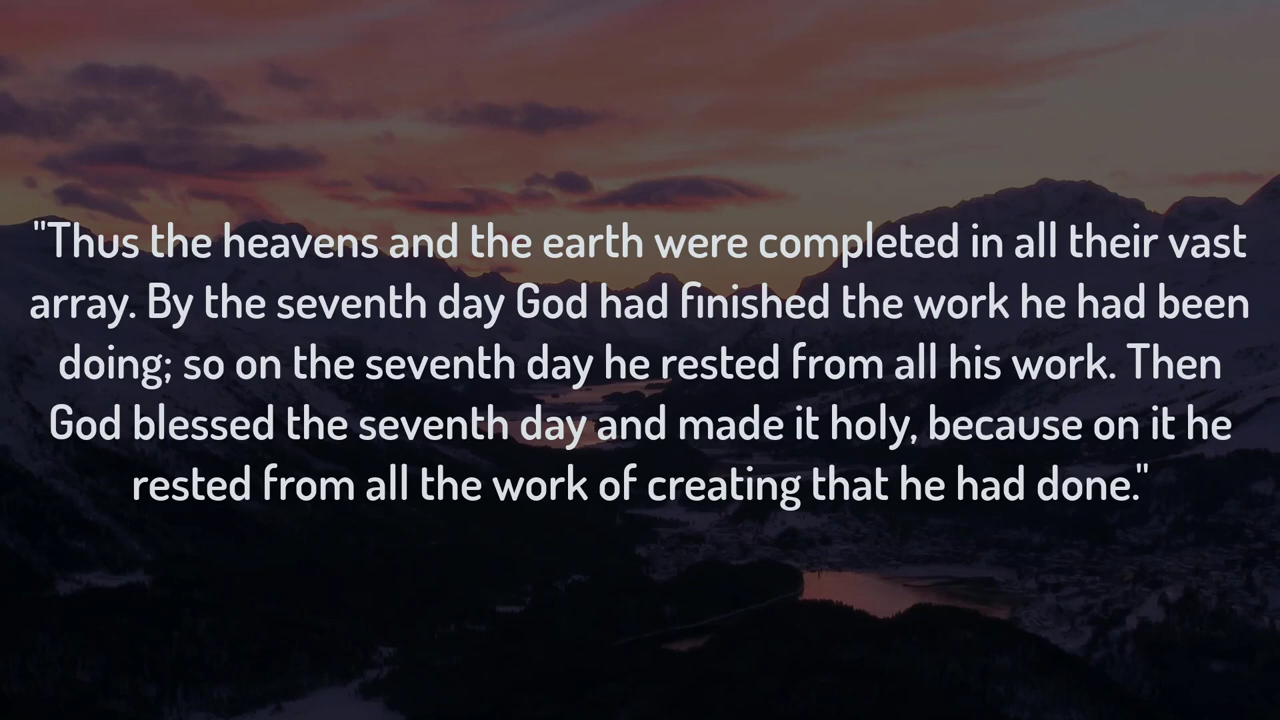 "Thus the heavens and the earth were completed in all their vast
array. By the seventh day God had finished the work he had been
doing; so on the seventh day he rested from all his work. Then
God blessed the seventh day and made it holy, because on it he
rested from all the work of creating that he had done."